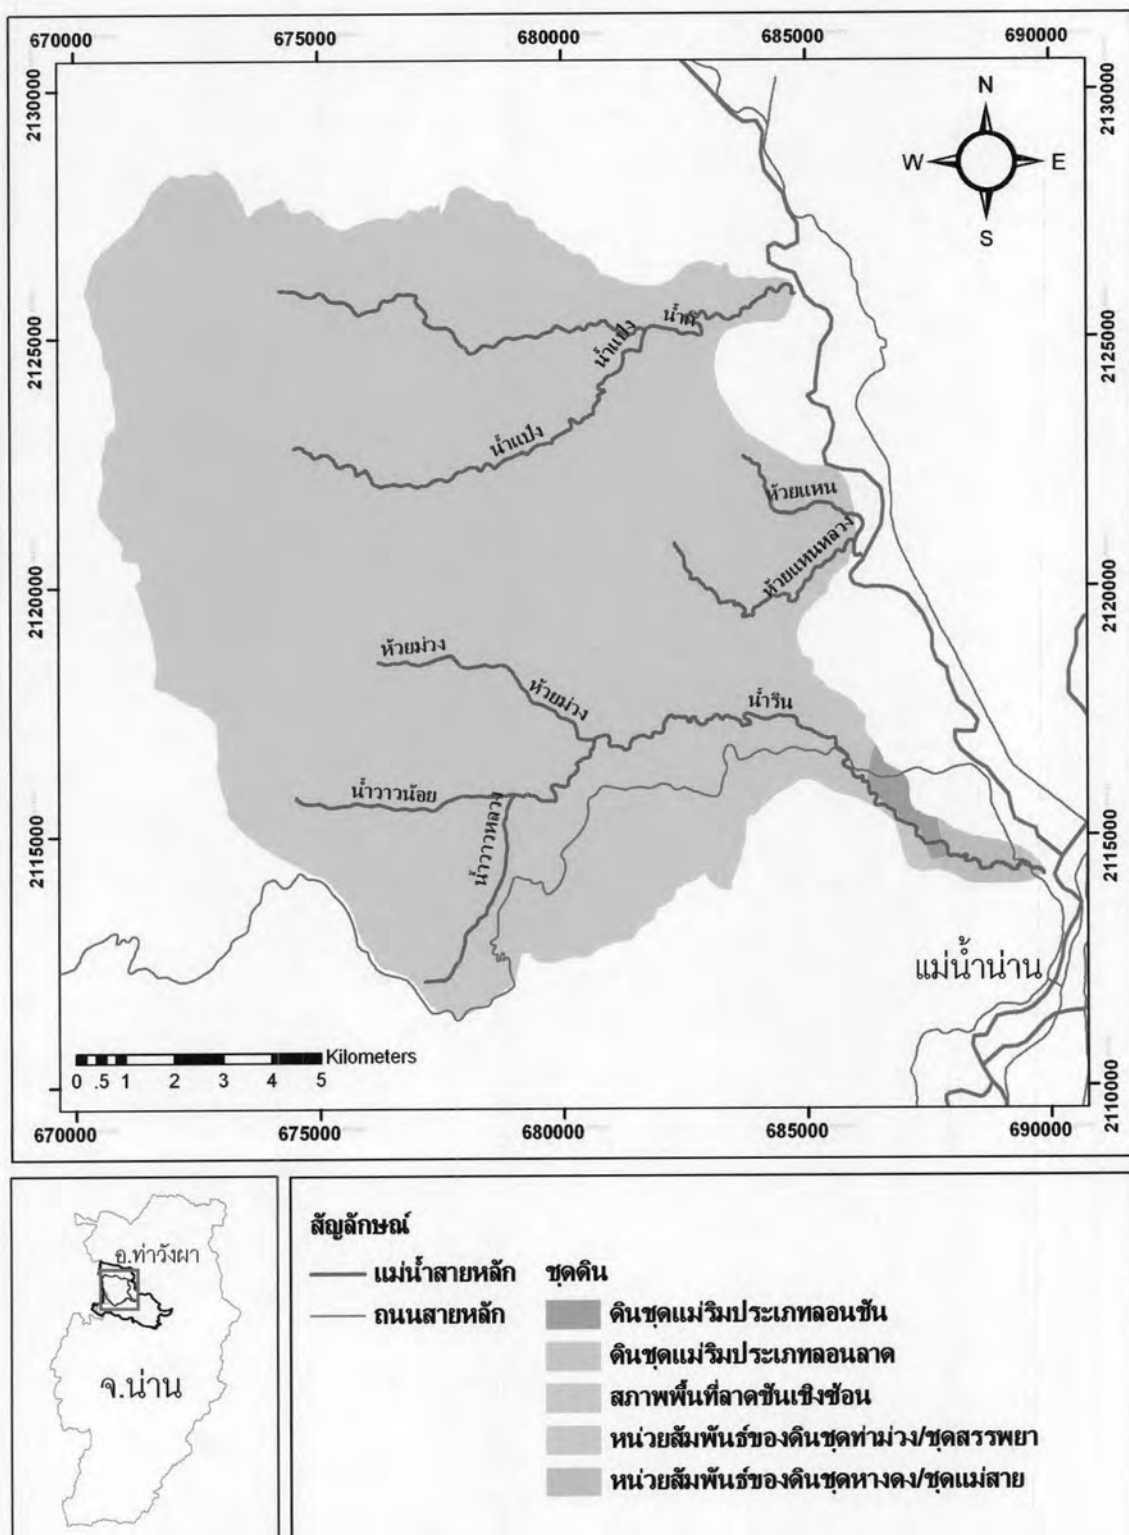 670000 675000 680000 685000 690000
2130000
2125000
2120000
2115000
2130000
2125000
2120000
2115000
2110000
N
W E
S
น้ำแป่ง
น้ำแป่ง
ห้วยแหน
ห้วยแหนหลวง
ห้วยม่วง
ห้วยม่วง
น้ำริน
น้ำวาวน้อย
น้ำวาวหลวง
แม่น้ำน่าน
Kilometers
0 .5 1 2 3 4 5
670000 675000 680000 685000 690000
อ.ท่าวังผา
จ.น่าน
สัญลักษณ์
แม่น้ำสายหลัก ชุดดิน
ถนนสายหลัก
ดินชุดแม่ริมประเภทลอนชัน
ดินชุดแม่ริมประเภทลอนลาด
สภาพพื้นที่ลาดชันเชิงซ้อน
หน่วยสัมพันธ์ของดินชุดท่าม่วง/ชุดสรรพยา
หน่วยสัมพันธ์ของดินชุดหางดง/ชุดแม่สาย